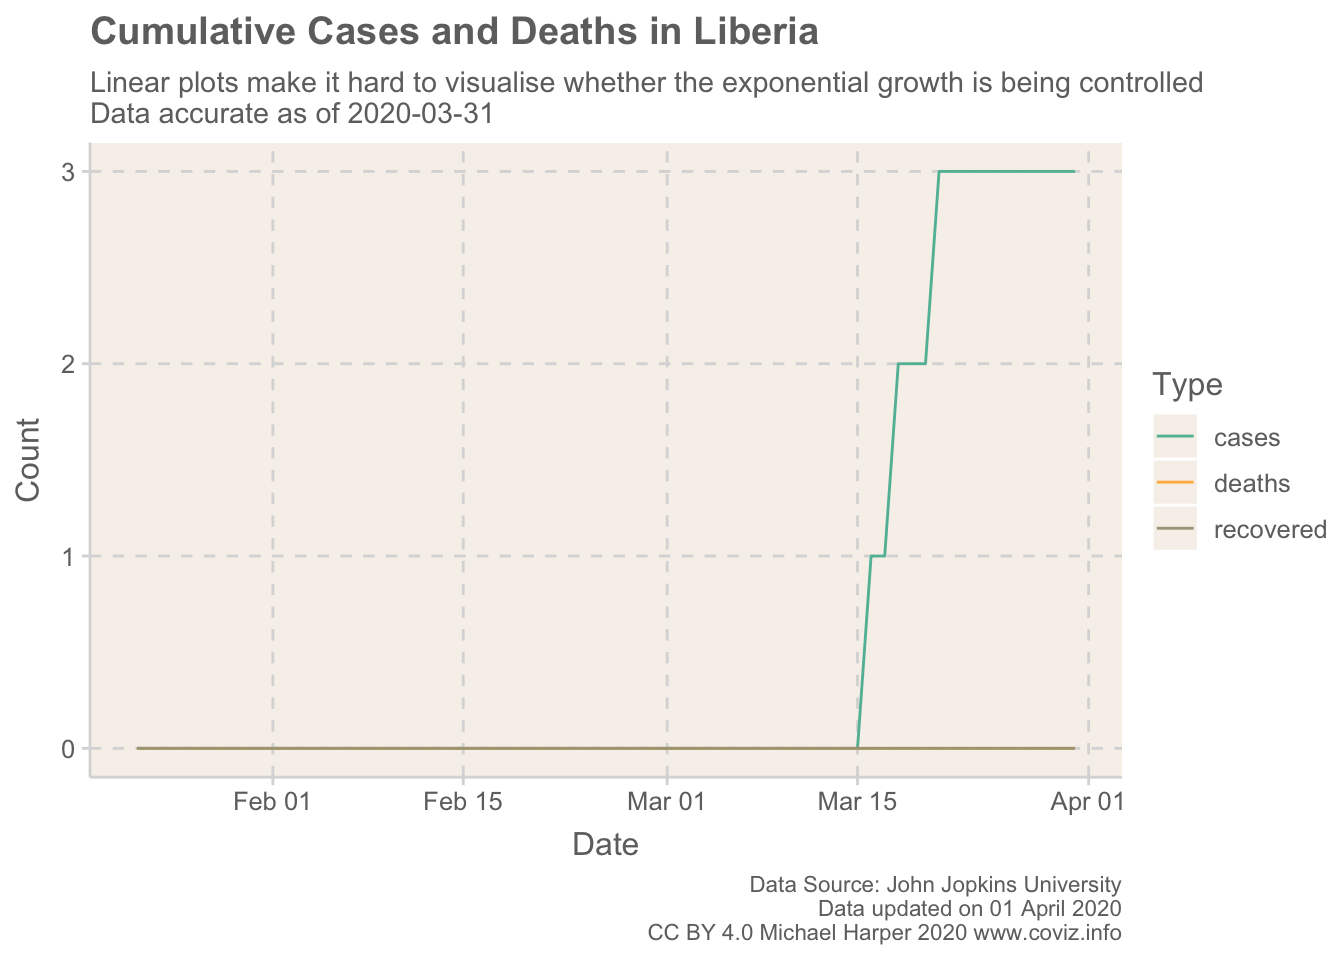 Cumulative Cases and Deaths in Liberia
Linear plots make it hard to visualise whether the exponential growth is being controlled
Data accurate as of 2020-03-31
3
2
1
0
Count
Feb 01
Feb 15
Mar 01
Mar 15
Apr 01
Date
Type
cases
deaths
recovered
Data Source: John Jopkins University
Data updated on 01 April 2020
CC BY 4.0 Michael Harper 2020 www.coviz.info